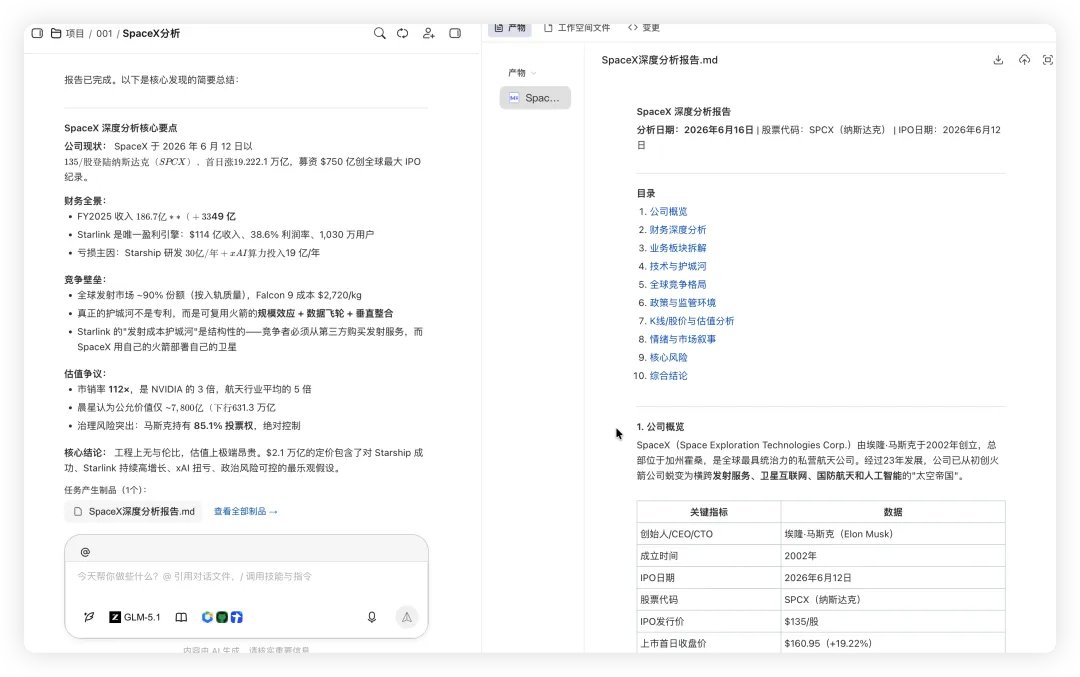 项目 / 001 / SpaceX分析
报告已完成。以下是核心发现的简要总结:
SpaceX 深度分析核心要点
公司现状: SpaceX 于 2026 年 6 月 12 日以
135/股登陆纳斯达克（SPCX），首日涨19.222.1 万亿，募资 $750 亿创全球最大 IPO
纪录。
财务全景:
• FY2025 收入 186.7亿**（+3349 亿
• Starlink 是唯一盈利引擎：$114 亿收入、38.6% 利润率、1,030 万用户
• 亏损主因：Starship 研发 30亿/年+xAI算力投入19 亿/年
竞争壁垒:
• 全球发射市场 ~90% 份额（按入轨质量），Falcon 9 成本 $2,720/kg
• 真正的护城河不是专利，而是可复用火箭的规模效应 + 数据飞轮 + 垂直整合
• Starlink 的"发射成本护城河"是结构性的——竞争者必须从第三方购买发射服务，而
SpaceX 用自己的火箭部署自己的卫星
估值争议:
• 市销率 112×，是 NVIDIA 的 3 倍，航天行业平均的 5 倍
• 晨星认为公允价值仅 ~7,800亿（下行631.3 万亿
• 治理风险突出：马斯克持有 85.1% 投票权，绝对控制
核心结论： 工程上无与伦比，估值上极端昂贵。$2.1 万亿的定价包含了对 Starship 成
功、Starlink 持续高增长、xAI 扭亏、政治风险可控的最乐观假设。
任务产生制品（1个）:
SpaceX深度分析报告.md
查看全部制品 →
@
今天帮你做些什么？@ 引用对话文件，/ 调用技能与指令
GLM-5.1
内容由 AI 生成，请核实重要信息
产物
工作空间文件
<> 变更
产物
Spac...
SpaceX深度分析报告.md
SpaceX 深度分析报告
分析日期：2026年6月16日 | 股票代码：SPCX（纳斯达克） | IPO日期：2026年6月12
日
目录
1. 公司概览
2. 财务深度分析
3. 业务板块拆解
4. 技术与护城河
5. 全球竞争格局
6. 政策与监管环境
7. K线/股价与估值分析
8. 情绪与市场叙事
9. 核心风险
10. 综合结论
1. 公司概览
SpaceX（Space Exploration Technologies Corp.）由埃隆·马斯克于2002年创立，总
部位于加州霍桑，是全球最具统治力的私营航天公司。经过23年发展，公司已从初创火
箭公司蜕变为横跨发射服务、卫星互联网、国防航天和人工智能的"太空帝国"。
关键指标 数据
创始人/CEO/CTO 埃隆·马斯克（Elon Musk）
成立时间 2002年
IPO日期 2026年6月12日
股票代码 SPCX（纳斯达克）
IPO发行价 $135/股
上市首日收盘价 $160.95（+19.22%）